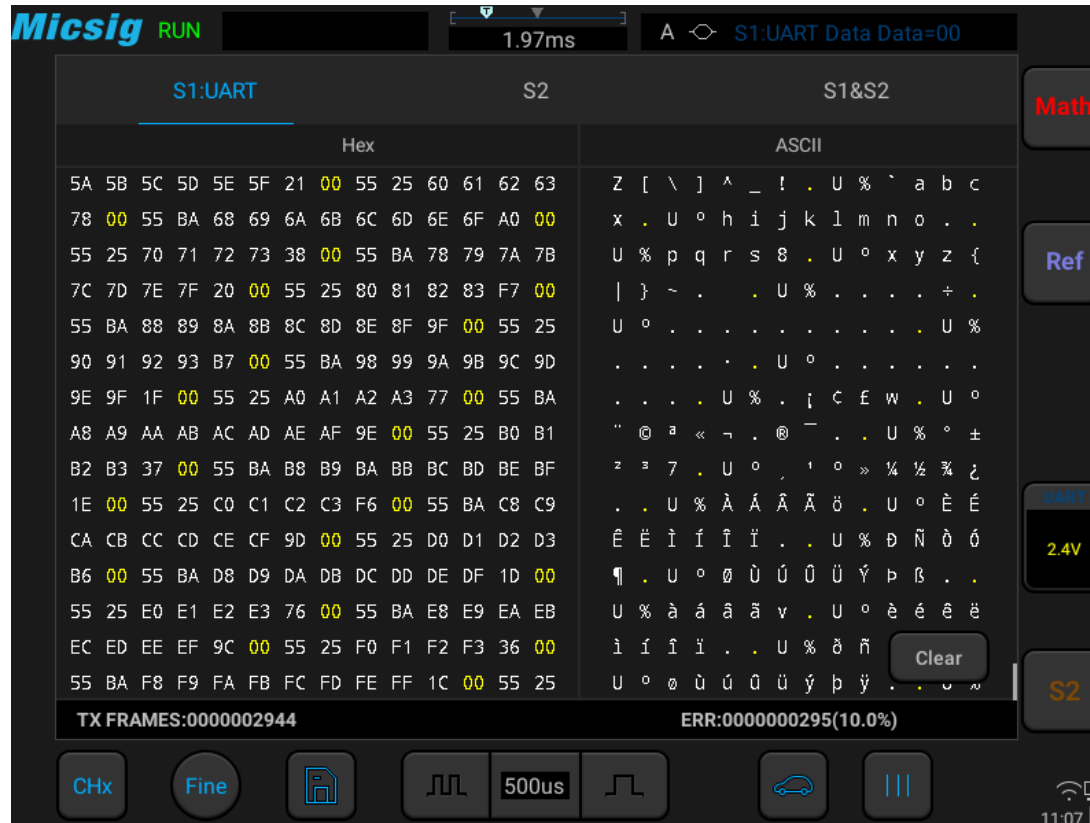 Micsig RUN 1.97ms A S1:UART Data Data=00
S1:UART S2 S1&S2
Math
Hex ASCII
5A 5B 5C 5D 5E 5F 21 00 55 25 60 61 62 63 Z [ \ ] ^ _ ! . U % ` a b c
78 00 55 BA 68 69 6A 6B 6C 6D 6E 6F A0 00 x . U º h i j k l m n o . .
55 25 70 71 72 73 38 00 55 BA 78 79 7A 7B U % p q r s 8 . U º x y z {
Ref
7C 7D 7E 7F 20 00 55 25 80 81 82 83 F7 00 | } ~ . . U % . . . . ÷ .
55 BA 88 89 8A 8B 8C 8D 8E 8F 9F 00 55 25 U º . . . . . . . . . . U %
90 91 92 93 B7 00 55 BA 98 99 9A 9B 9C 9D . . . . · . U º . . . . . .
9E 9F 1F 00 55 25 A0 A1 A2 A3 77 00 55 BA . . . . U % . ¡ ¢ £ w . U º
A8 A9 AA AB AC AD AE AF 9E 00 55 25 B0 B1 ¨ © ª « ¬ . ® ¯ . . U % ° ±
B2 B3 37 00 55 BA B8 B9 BA BB BC BD BE BF ² ³ 7 . U º ¸ ¹ º » ¼ ½ ¾ ¿
1E 00 55 25 C0 C1 C2 C3 F6 00 55 BA C8 C9 . . U % À Á Â Ã ö . U º È É
UART
CA CB CC CD CE CF 9D 00 55 25 D0 D1 D2 D3 Ê Ë Ì Í Î Ï . . U % Ð Ñ Ò Ó
2.4V
B6 00 55 BA D8 D9 DA DB DC DD DE DF 1D 00 ¶ . U º Ø Ù Ú Û Ü Ý Þ ß . .
55 25 E0 E1 E2 E3 76 00 55 BA E8 E9 EA EB U % à á â ã v . U º è é ê ë
EC ED EE EF 9C 00 55 25 F0 F1 F2 F3 36 00 ì í î ï . . U % ð ñ
Clear
55 BA F8 F9 FA FB FC FD FE FF 1C 00 55 25 U º ø ù ú û ü ý þ ÿ . . U %
S2
TX FRAMES:0000002944 ERR:0000000295(10.0%)
CHx Fine 500us
11:07